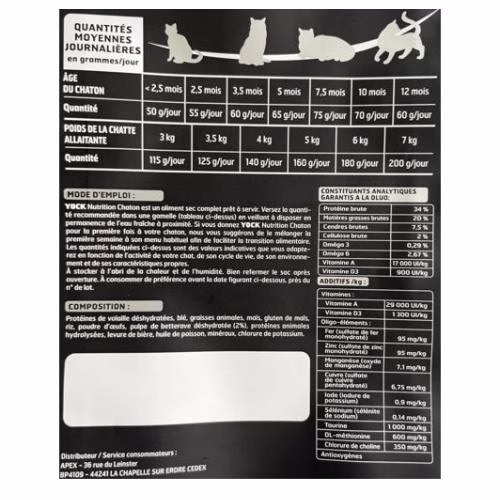 QUANTITÉS
MOYENNES
JOURNALIÈRES
en grammes/jour
ÂGE
DU CHATON
< 2,5 mois 2,5 mois 3,5 mois 5 mois 7,5 mois 10 mois 12 mois
Quantité 50 g/jour 55 g/jour 60 g/jour 65 g/jour 75 g/jour 70 g/jour 60 g/jour
POIDS DE LA CHATTE
ALLAITANTE
3 kg 3,5 kg 4 kg 5 kg 6 kg 7 kg
Quantité 115 g/jour 125 g/jour 140 g/jour 160 g/jour 180 g/jour 200 g/jour
MODE D'EMPLOI :
YOCK Nutrition Chaton est un aliment sec complet prêt à servir. Versez la quanti-
té recommandée dans une gamelle (tableau ci-dessus) en veillant à disposer en
permanence de l'eau fraîche à proximité. Si vous donnez YOCK Nutrition Chaton
pour la première fois à votre chaton, nous vous suggérons de le mélanger la
première semaine à son menu habituel afin de faciliter la transition alimentaire.
Les quantités indiquées ci-dessus sont des valeurs indicatives que vous adapte-
rez en fonction de l'activité de votre chat, de son cycle de vie, de son environne-
ment et de ses caractéristiques propres.
À stocker à l'abri de la chaleur et de l'humidité. Bien refermer le sac après
ouverture. À consommer de préférence avant la date figurant ci-dessous, près du
n° de lot.
COMPOSITION :
Protéines de volaille déshydratées, blé, graisses animales, maïs, gluten de maïs,
riz, poudre d'œufs, pulpe de betterave déshydratée (2%), protéines animales
hydrolysées, levure de bière, huile de poisson, minéraux, chlorure de potassium.
Distributeur / Service consommateurs :
APEX - 36 rue du Leinster
BP4109 - 44241 LA CHAPELLE SUR ERDRE CEDEX
CONSTITUANTS ANALYTIQUES
GARANTIS A LA DLUO:
Protéine brute 34 %
Matières grasses brutes 20 %
Cendres brutes 7,5 %
Cellulose brute 2 %
Oméga 3 0,29 %
Oméga 6 2,67 %
Vitamine A 17 000 UI/kg
Vitamine D3 900 UI/kg
ADDITIFS /kg :
Vitamines :
Vitamine A 29 000 UI/kg
Vitamine D3 1 300 UI/kg
Oligo-éléments :
Fer (sulfate de fer
monohydraté) 95 mg/kg
Zinc (sulfate de zinc
monohydraté) 95 mg/kg
Manganèse (oxyde
de manganèse) 7,1 mg/kg
Cuivre (sulfate
de cuivre
pentahydraté) 6,75 mg/kg
Iode (iodure de
potassium) 0,9 mg/kg
Sélénium (sélénite
de sodium) 0,14 mg/kg
Taurine 1 000 mg/kg
DL-méthionine 600 mg/kg
Chlorure de choline 350 mg/kg
Antioxygènes